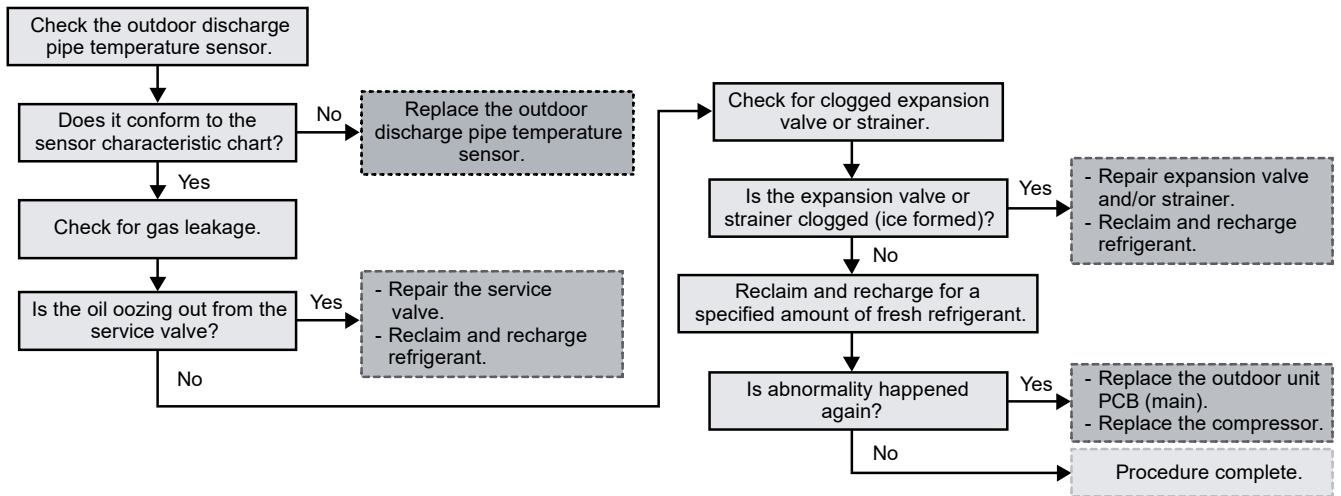 Check the outdoor discharge
pipe temperature sensor.
Does it conform to the
sensor characteristic chart?
No
Replace the outdoor
discharge pipe temperature
sensor.
Yes
Check for gas leakage.
Is the oil oozing out from the
service valve?
Yes
- Repair the service
valve.
- Reclaim and recharge
refrigerant.
No
Check for clogged expansion
valve or strainer.
Is the expansion valve or
strainer clogged (ice formed)?
Yes
- Repair expansion valve
and/or strainer.
- Reclaim and recharge
refrigerant.
No
Reclaim and recharge for a
specified amount of fresh refrigerant.
Is abnormality happened
again?
Yes
- Replace the outdoor unit
PCB (main).
- Replace the compressor.
No
Procedure complete.